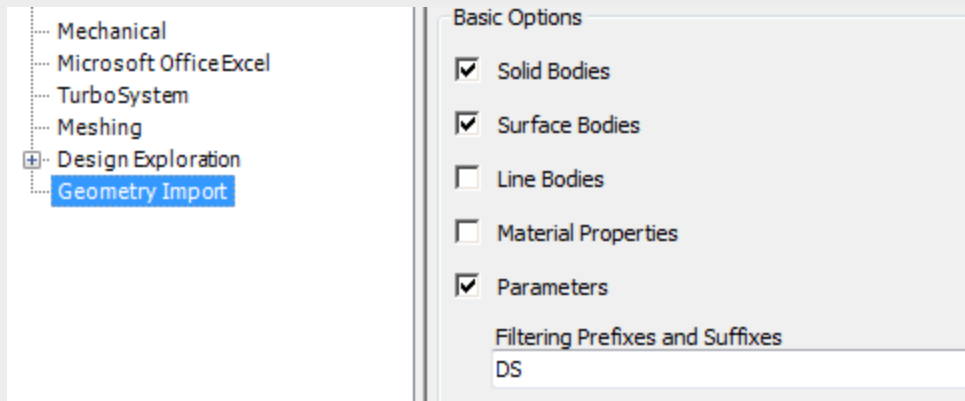 Mechanical
Microsoft OfficeExcel
TurboSystem
Meshing
Design Exploration
Geometry Import
Basic Options
Solid Bodies
Surface Bodies
Line Bodies
Material Properties
Parameters
Filtering Prefixes and Suffixes
DS